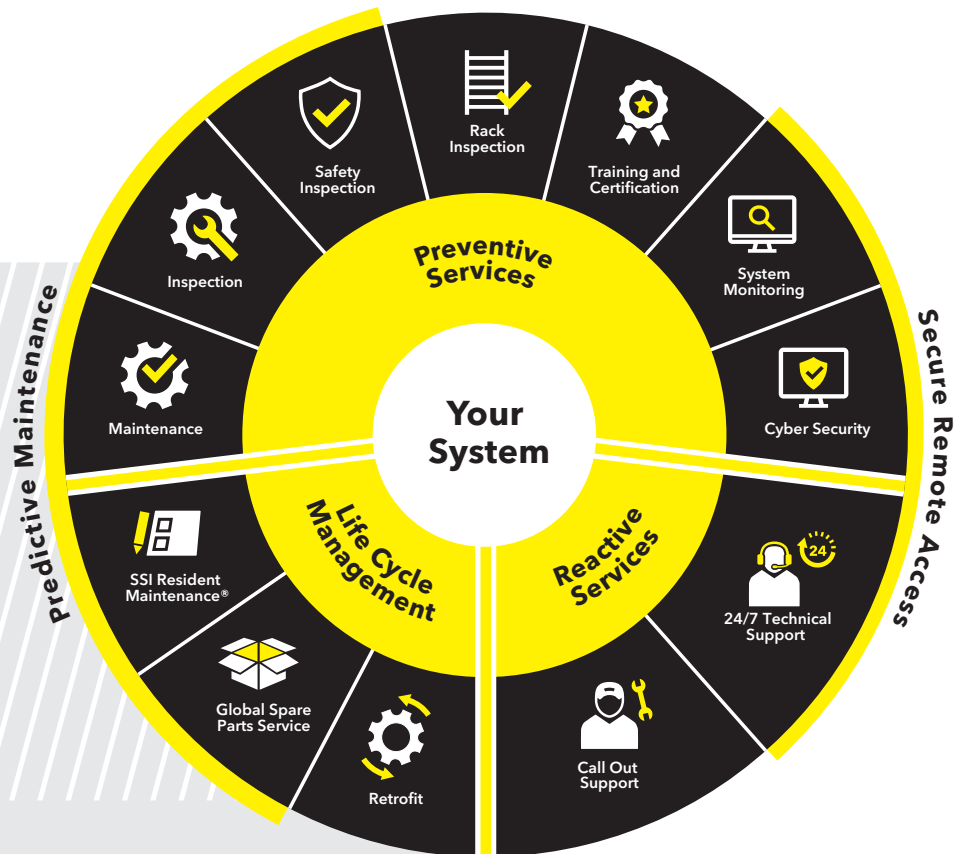 Rack
Inspection
Safety
Inspection
Training and
Certification
Inspection
System
Monitoring
Maintenance
Cyber Security
Preventive
Services
Your
System
Predictive Maintenance
Secure Remote Access
Life Cycle
Management
Reactive
Services
SSI Resident
Maintenance®
24
24/7 Technical
Support
Global Spare
Parts Service
Call Out
Support
Retrofit